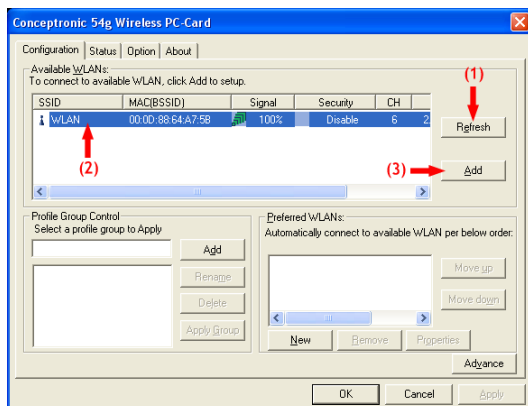 Conceptronic 54g Wireless PC-Card
Configuration Status Option About
Available WLANs:
To connect to available WLAN, click Add to setup.
(1)
SSID MAC(BSSID) Signal Security CH
WLAN 00:0D:88:64:A7:5B 100% Disable 6 2
Refresh
(2)
(3)
Add
Profile Group Control
Select a profile group to Apply
Add
Rename
Delete
Apply Group
Preferred WLANs:
Automatically connect to available WLAN per below order:
Move up
Move down
New Remove Properties
Advance
OK Cancel Apply